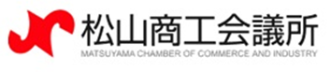 松山商工会議所
MATSUYAMA CHAMBER OF COMMERCE AND INDUSTRY